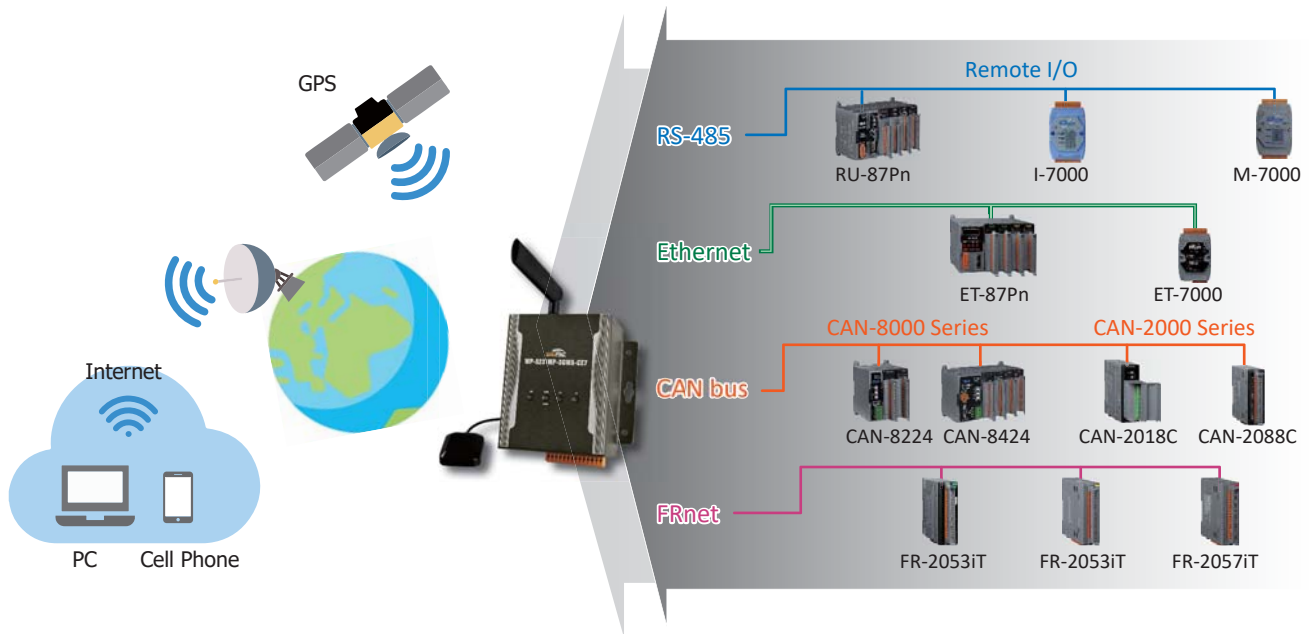 GPS
Internet
PC
Cell Phone
Remote I/O
RS-485
RU-87Pn
I-7000
M-7000
Ethernet
ET-87Pn
ET-7000
CAN-8000 Series
CAN-2000 Series
CAN bus
CAN-8224
CAN-8424
CAN-2018C
CAN-2088C
FRnet
FR-2053iT
FR-2053iT
FR-2057iT